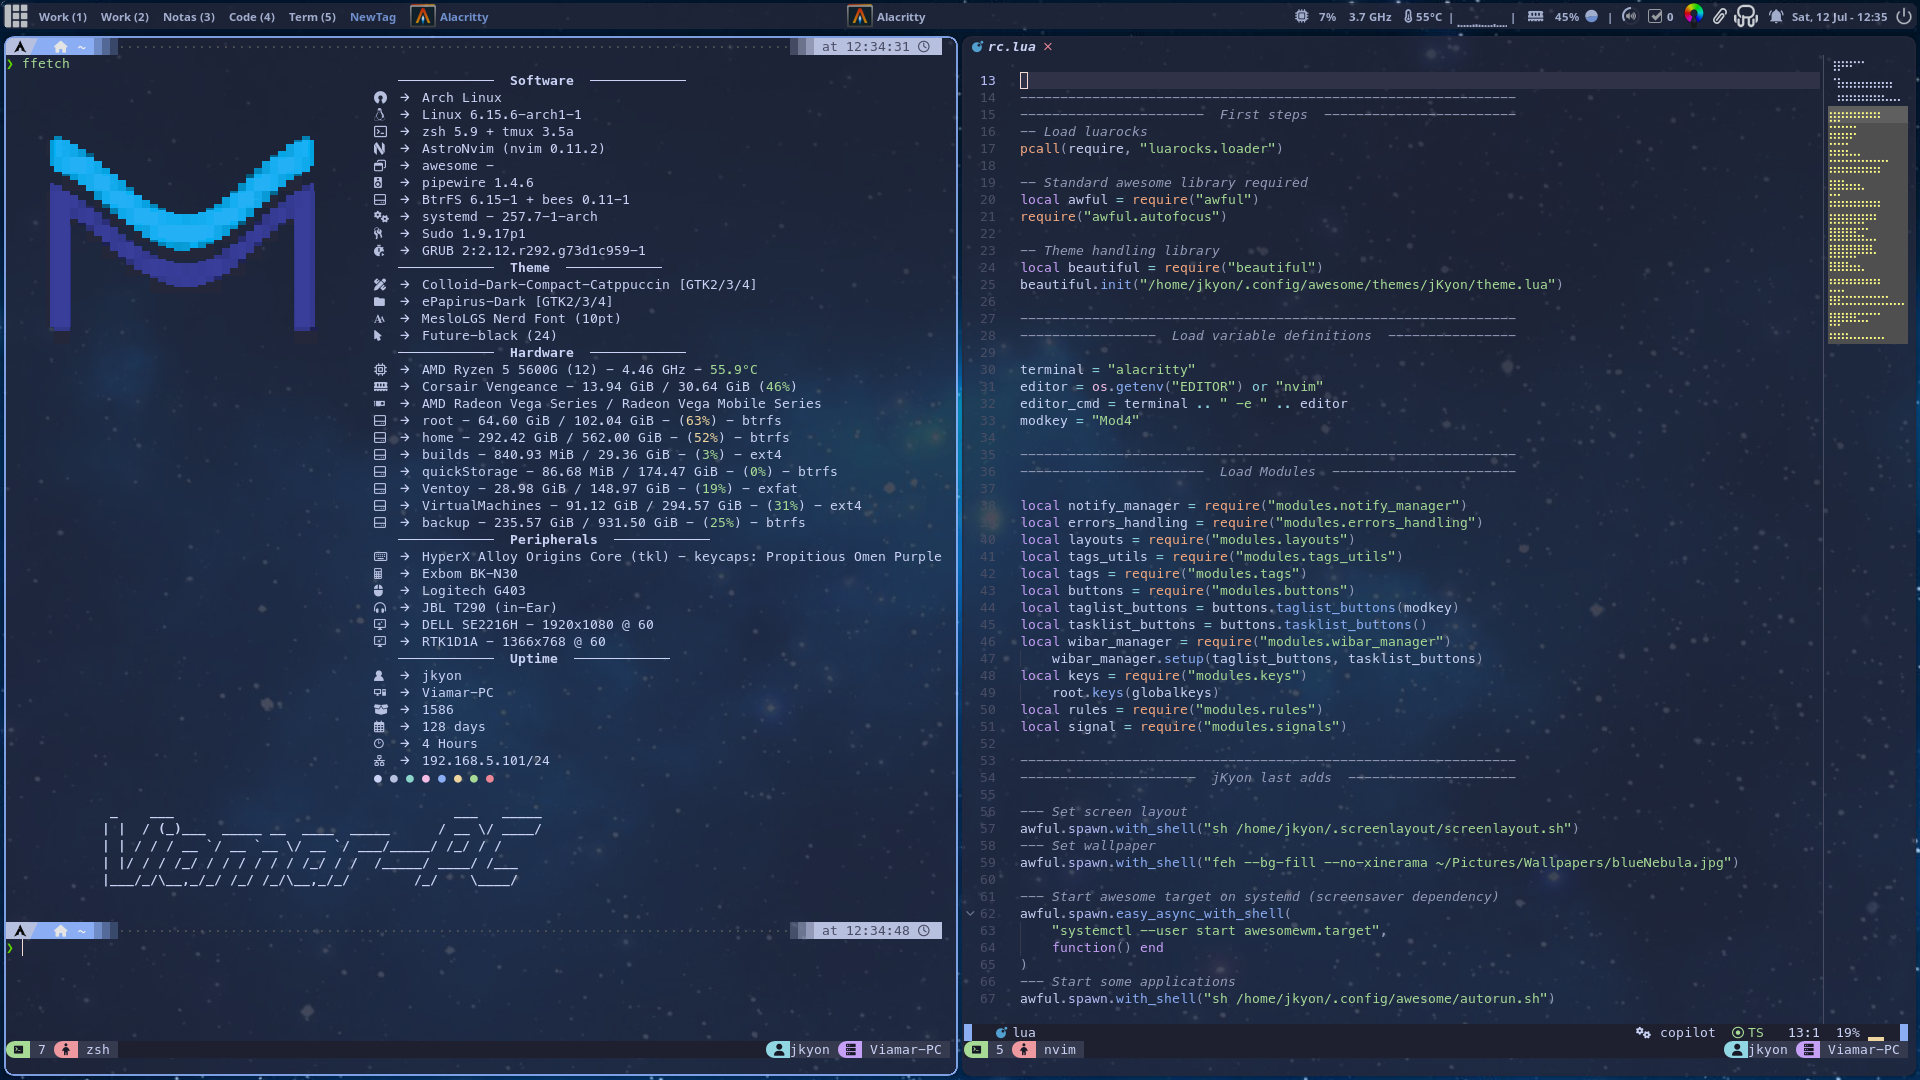 Work (1) Work (2) Notas (3) Code (4) Term (5) NewTag Alacritty Alacritty 7% 3.7 GHz 55°C | | 45% | 0 Sat, 12 Jul - 12:35
~ at 12:34:31
❯ ffetch
Software
→ Arch Linux
→ Linux 6.15.6-arch1-1
→ zsh 5.9 + tmux 3.5a
→ AstroNvim (nvim 0.11.2)
→ awesome -
→ pipewire 1.4.6
→ BtrFS 6.15-1 + bees 0.11-1
→ systemd - 257.7-1-arch
→ Sudo 1.9.17p1
→ GRUB 2:2.12.r292.g73d1c959-1
Theme
→ Colloid-Dark-Compact-Catppuccin [GTK2/3/4]
→ ePapirus-Dark [GTK2/3/4]
→ MesloLGS Nerd Font (10pt)
→ Future-black (24)
Hardware
→ AMD Ryzen 5 5600G (12) - 4.46 GHz - 55.9°C
→ Corsair Vengeance - 13.94 GiB / 30.64 GiB (46%)
→ AMD Radeon Vega Series / Radeon Vega Mobile Series
→ root - 64.60 GiB / 102.04 GiB - (63%) - btrfs
→ home - 292.42 GiB / 562.00 GiB - (52%) - btrfs
→ builds - 840.93 MiB / 29.36 GiB - (3%) - ext4
→ quickStorage - 86.68 MiB / 174.47 GiB - (0%) - btrfs
→ Ventoy - 28.98 GiB / 148.97 GiB - (19%) - exfat
→ VirtualMachines - 91.12 GiB / 294.57 GiB - (31%) - ext4
→ backup - 235.57 GiB / 931.50 GiB - (25%) - btrfs
Peripherals
→ HyperX Alloy Origins Core (tkl) - keycaps: Propitious Omen Purple
→ Exbom BK-N30
→ Logitech G403
→ JBL T290 (in-Ear)
→ DELL SE2216H - 1920x1080 @ 60
→ RTK1D1A - 1366x768 @ 60
Uptime
→ jkyon
→ Viamar-PC
→ 1586
→ 128 days
→ 4 Hours
→ 192.168.5.101/24
Viamar-PC
~ at 12:34:48
❯
7 zsh jkyon Viamar-PC
rc.lua ×
13
14 --------------------------------------------------------------
15 ----------------------- First steps ------------------------
16 -- Load luarocks
17 pcall(require, "luarocks.loader")
18
19 -- Standard awesome library required
20 local awful = require("awful")
21 require("awful.autofocus")
22
23 -- Theme handling library
24 local beautiful = require("beautiful")
25 beautiful.init("/home/jkyon/.config/awesome/themes/jKyon/theme.lua")
26
27 --------------------------------------------------------------
28 ----------------- Load variable definitions ----------------
29
30 terminal = "alacritty"
31 editor = os.getenv("EDITOR") or "nvim"
32 editor_cmd = terminal .. " -e " .. editor
33 modkey = "Mod4"
34
35 --------------------------------------------------------------
36 ----------------------- Load Modules -----------------------
37
38 local notify_manager = require("modules.notify_manager")
39 local errors_handling = require("modules.errors_handling")
40 local layouts = require("modules.layouts")
41 local tags_utils = require("modules.tags_utils")
42 local tags = require("modules.tags")
43 local buttons = require("modules.buttons")
44 local taglist_buttons = buttons.taglist_buttons(modkey)
45 local tasklist_buttons = buttons.tasklist_buttons()
46 local wibar_manager = require("modules.wibar_manager")
47 wibar_manager.setup(taglist_buttons, tasklist_buttons)
48 local keys = require("modules.keys")
49 root.keys(globalkeys)
50 local rules = require("modules.rules")
51 local signal = require("modules.signals")
52
53 --------------------------------------------------------------
54 ---------------------- jKyon last adds ---------------------
55
56 --- Set screen layout
57 awful.spawn.with_shell("sh /home/jkyon/.screenlayout/screenlayout.sh")
58 --- Set wallpaper
59 awful.spawn.with_shell("feh --bg-fill --no-xinerama ~/Pictures/Wallpapers/blueNebula.jpg")
60
61 --- Start awesome target on systemd (screensaver dependency)
62 awful.spawn.easy_async_with_shell(
63 "systemctl --user start awesomewm.target",
64 function() end
65 )
66 --- Start some applications
67 awful.spawn.with_shell("sh /home/jkyon/.config/awesome/autorun.sh")
lua copilot TS 13:1 19%
5 nvim jkyon Viamar-PC